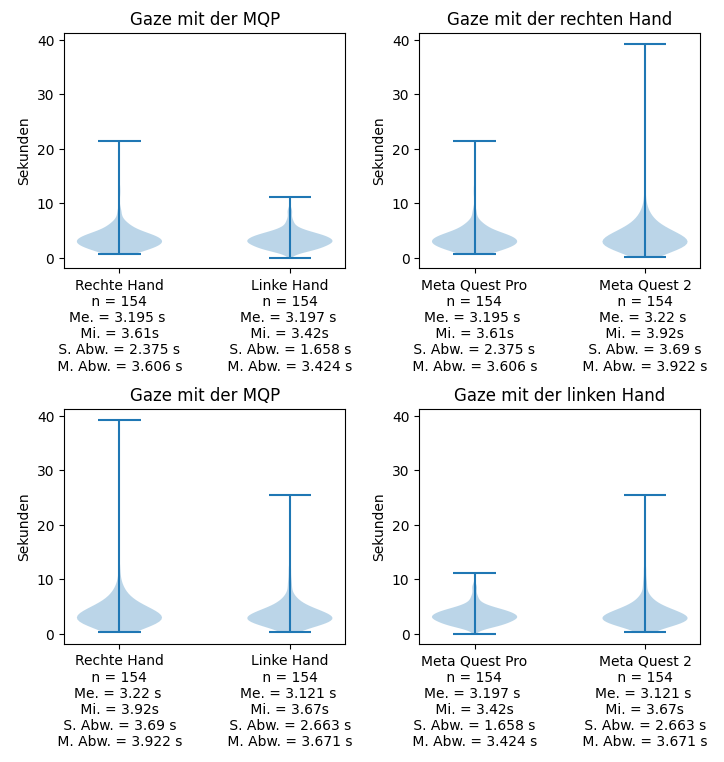 Gaze mit der MQP
40
30
20
10
0
Sekunden
Rechte Hand
n = 154
Me. = 3.195 s
Mi. = 3.61s
S. Abw. = 2.375 s
M. Abw. = 3.606 s
Linke Hand
n = 154
Me. = 3.197 s
Mi. = 3.42s
S. Abw. = 1.658 s
M. Abw. = 3.424 s
Gaze mit der rechten Hand
40
30
20
10
0
Sekunden
Meta Quest Pro
n = 154
Me. = 3.195 s
Mi. = 3.61s
S. Abw. = 2.375 s
M. Abw. = 3.606 s
Meta Quest 2
n = 154
Me. = 3.22 s
Mi. = 3.92s
S. Abw. = 3.69 s
M. Abw. = 3.922 s
Gaze mit der MQP
40
30
20
10
0
Sekunden
Rechte Hand
n = 154
Me. = 3.22 s
Mi. = 3.92s
S. Abw. = 3.69 s
M. Abw. = 3.922 s
Linke Hand
n = 154
Me. = 3.121 s
Mi. = 3.67s
S. Abw. = 2.663 s
M. Abw. = 3.671 s
Gaze mit der linken Hand
40
30
20
10
0
Sekunden
Meta Quest Pro
n = 154
Me. = 3.197 s
Mi. = 3.42s
S. Abw. = 1.658 s
M. Abw. = 3.424 s
Meta Quest 2
n = 154
Me. = 3.121 s
Mi. = 3.67s
S. Abw. = 2.663 s
M. Abw. = 3.671 s